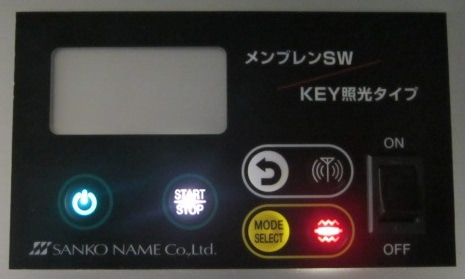 メンブレンSW
KEY照光タイプ
ON
START
STOP
MODE
SELECT
OFF
SANKO NAME Co.,Ltd.